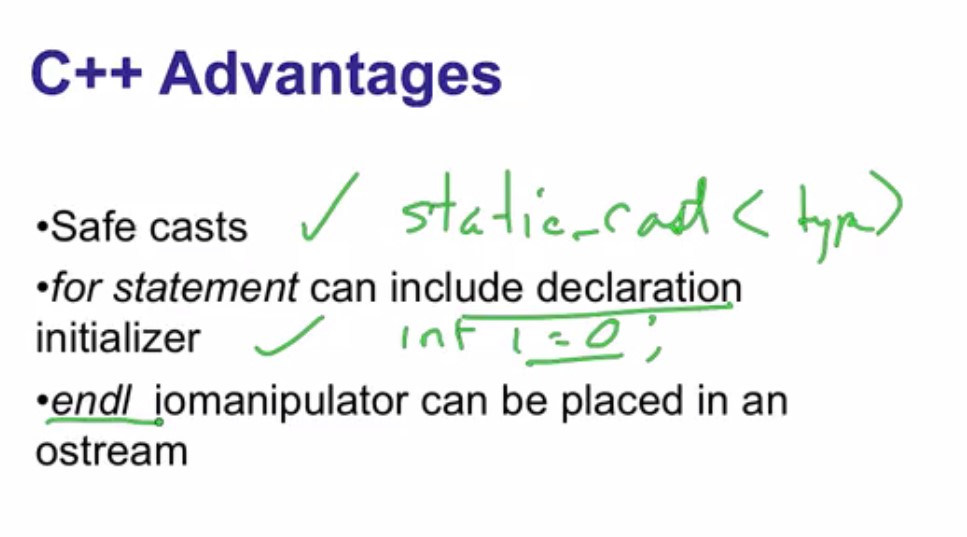 C++ Advantages
•Safe casts ✓ static_cast < type>
•for statement can include declaration
initializer ✓ int i = 0;
•endl iomanipulator can be placed in an
ostream